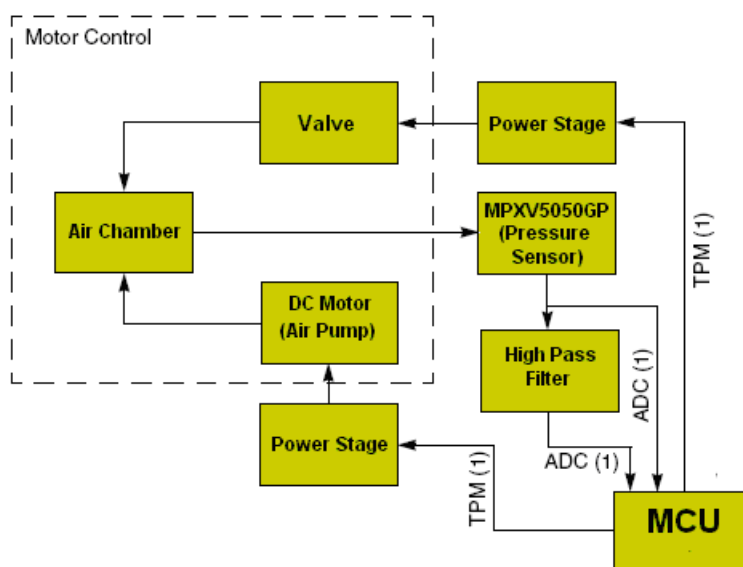 Motor Control
Valve
Power Stage
Air Chamber
MPXV5050GP
(Pressure
Sensor)
TPM (1)
DC Motor
(Air Pump)
High Pass
Filter
ADC (1)
Power Stage
ADC (1)
TPM (1)
MCU